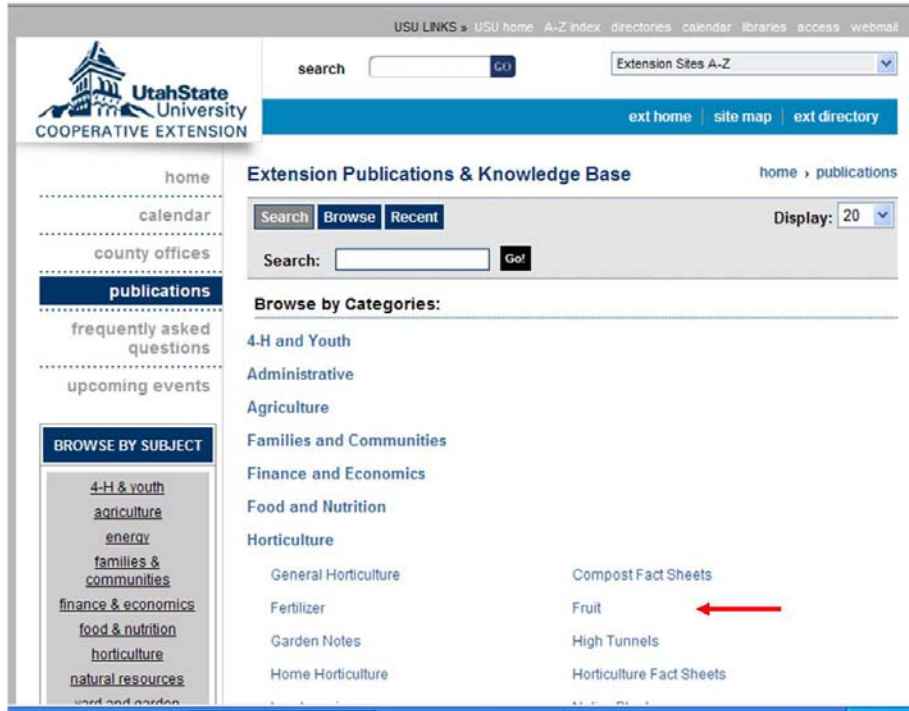 USU LINKS » USU home A-Z index directories calendar libraries access webmail
UtahState
University
COOPERATIVE EXTENSION
search GO Extension Sites A-Z
ext home | site map | ext directory
home
calendar
county offices
publications
frequently asked
questions
upcoming events
BROWSE BY SUBJECT
4-H & youth
agriculture
energy
families &
communities
finance & economics
food & nutrition
horticulture
natural resources
yard and garden
Extension Publications & Knowledge Base
home › publications
Search Browse Recent
Display: 20
Search: Go!
Browse by Categories:
4-H and Youth
Administrative
Agriculture
Families and Communities
Finance and Economics
Food and Nutrition
Horticulture
General Horticulture Compost Fact Sheets
Fertilizer Fruit
Garden Notes High Tunnels
Home Horticulture Horticulture Fact Sheets